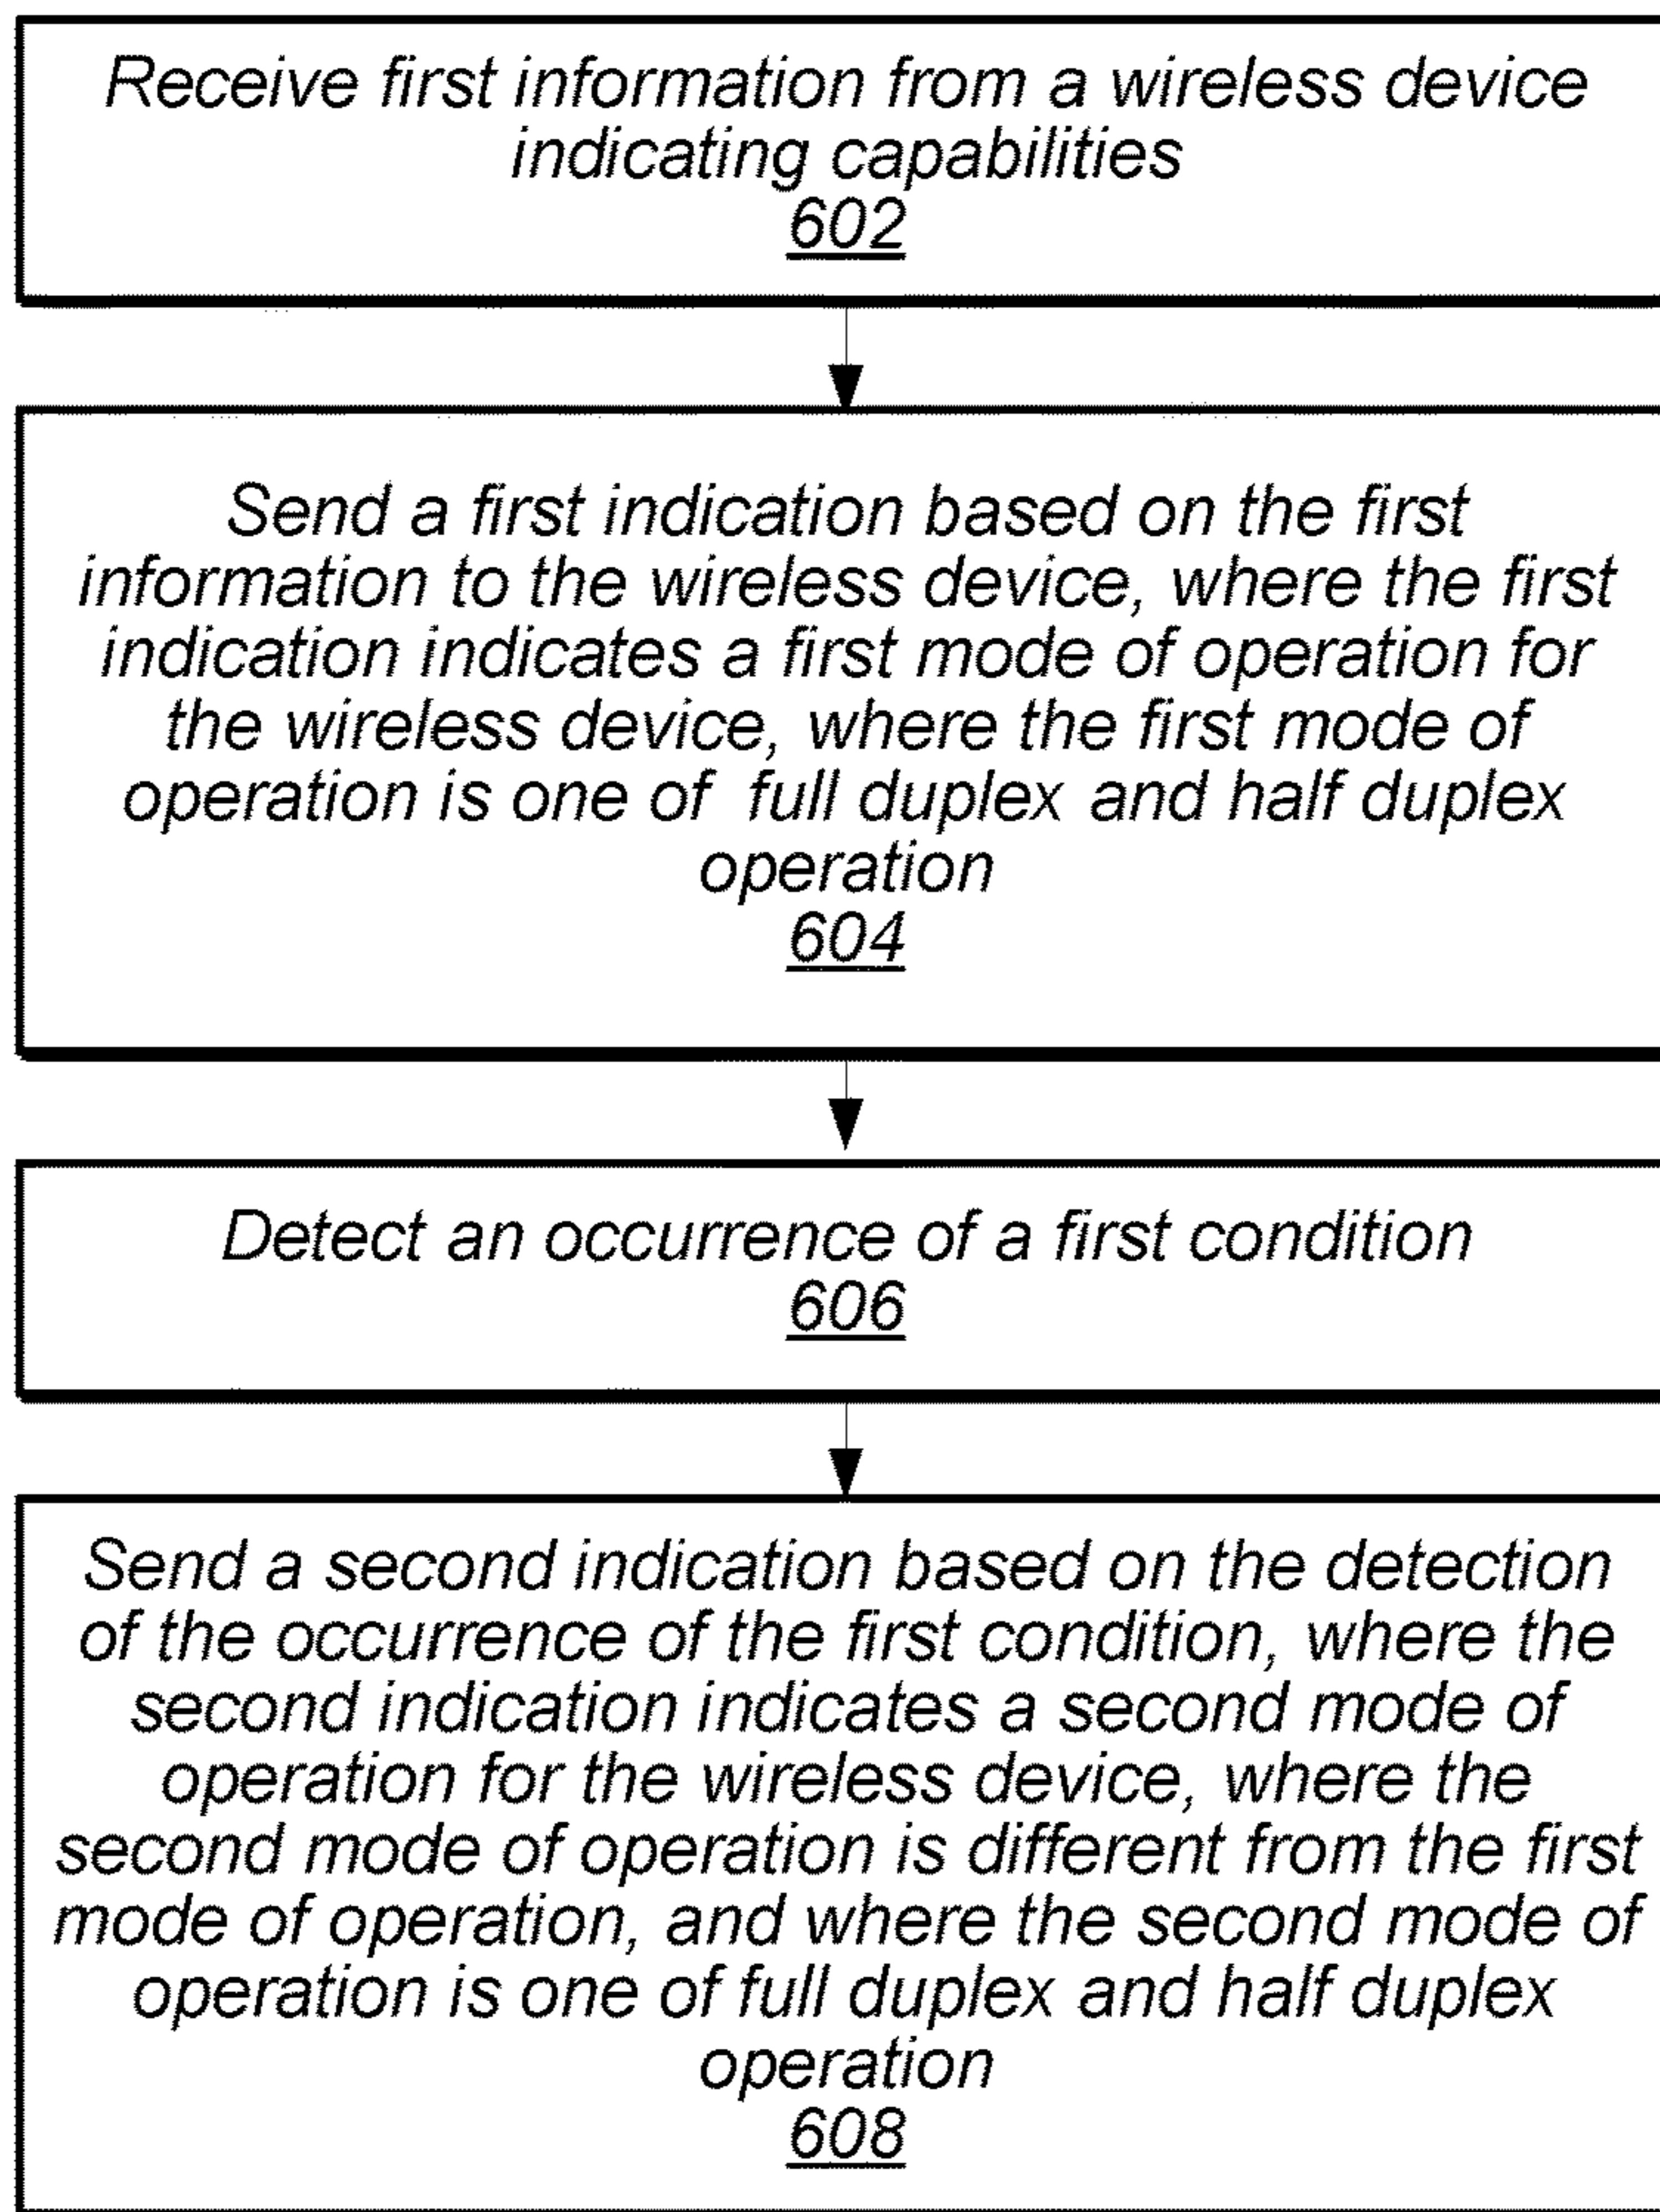 Receive first information from a wireless device
indicating capabilities
602
Send a first indication based on the first
information to the wireless device, where the first
indication indicates a first mode of operation for
the wireless device, where the first mode of
operation is one of  full duplex and half duplex
operation
604
Detect an occurrence of a first condition
606
Send a second indication based on the detection
of the occurrence of the first condition, where the
second indication indicates a second mode of
operation for the wireless device, where the
second mode of operation is different from the first
mode of operation, and where the second mode of
operation is one of full duplex and half duplex
operation
608